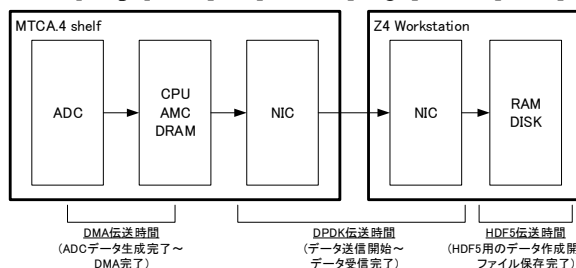 MTCA.4 shelf
Z4 Workstation
ADC
CPU
AMC
DRAM
NIC
NIC
RAM
DISK
DMA伝送時間
(ADCデータ生成完了～
DMA完了)
DPDK伝送時間
(データ送信開始～
データ受信完了)
HDF5伝送時間
(HDF5用のデータ作成開
ファイル保存完了)